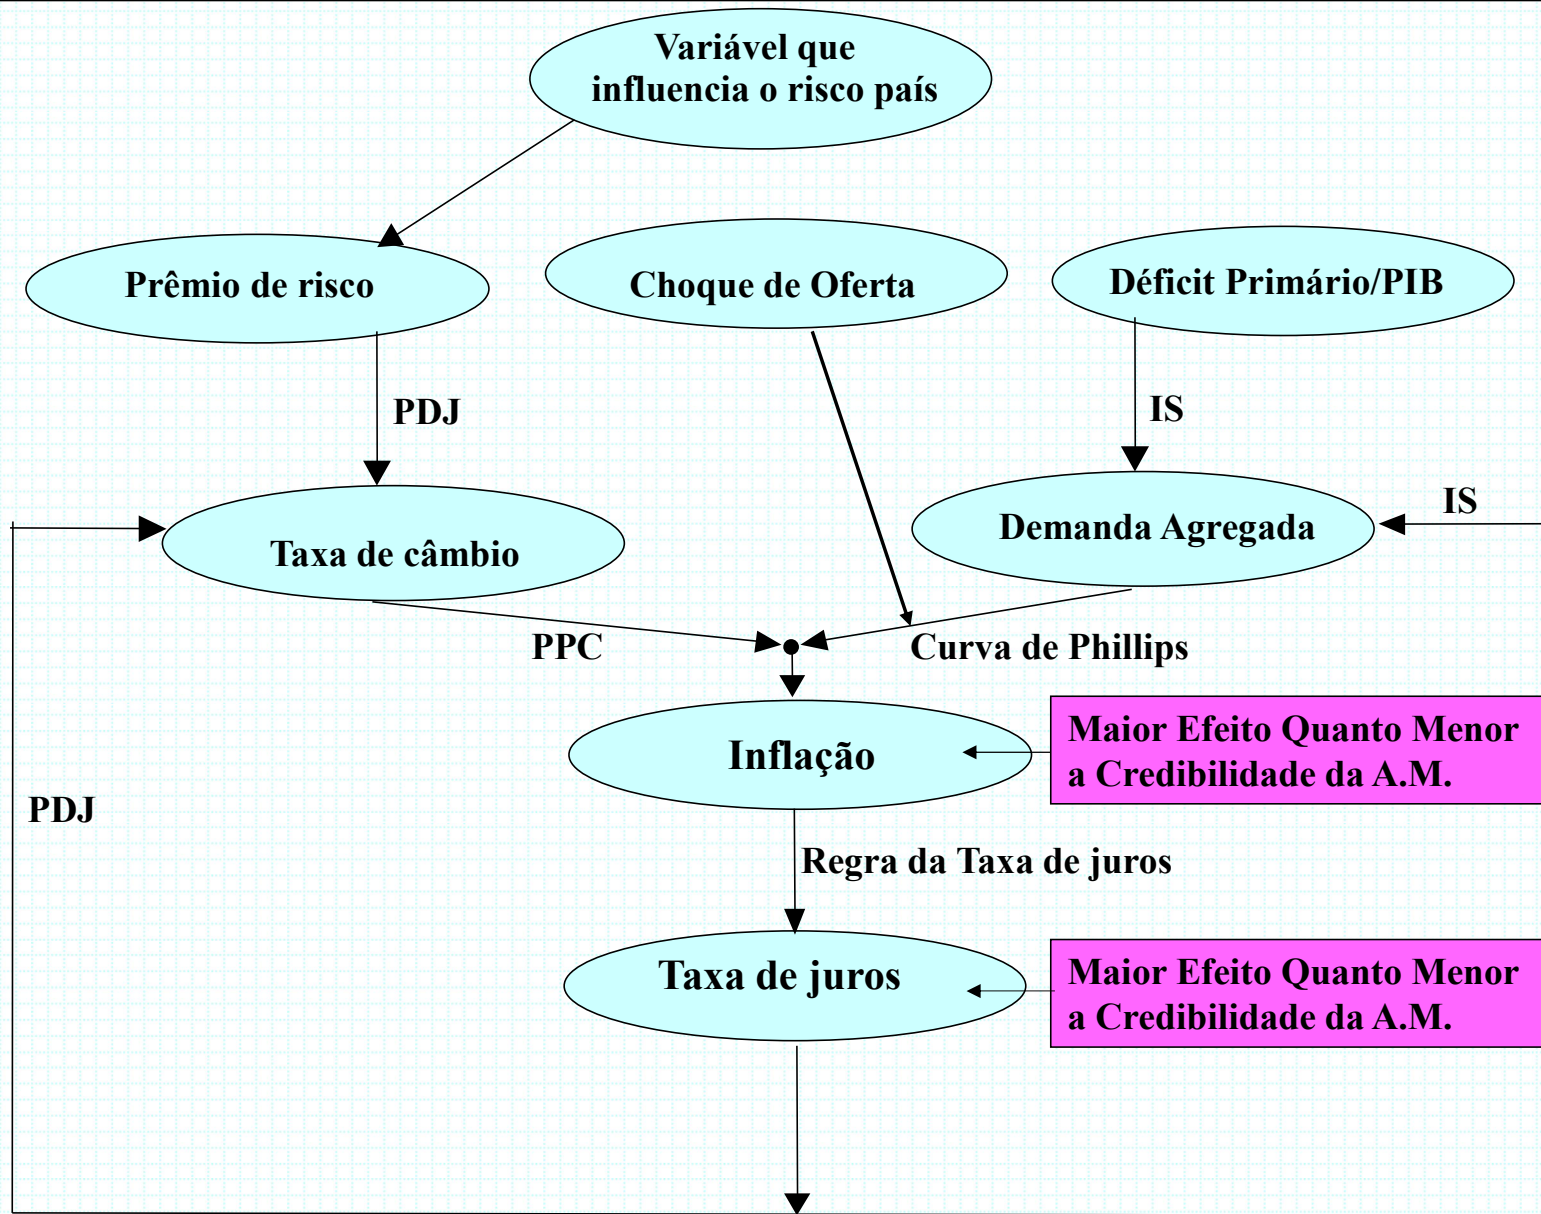 Variável que
influencia o risco país
Prêmio de risco
Choque de Oferta
Déficit Primário/PIB
PDJ
IS
IS
Taxa de câmbio
Demanda Agregada
PPC
Curva de Phillips
Maior Efeito Quanto Menor
a Credibilidade da A.M.
Inflação
PDJ
Regra da Taxa de juros
Taxa de juros
Maior Efeito Quanto Menor
a Credibilidade da A.M.